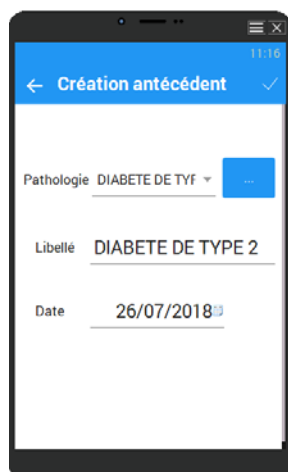 11:16
Création antécédent
Pathologie DIABETE DE TYF ...
Libellé DIABETE DE TYPE 2
Date 26/07/2018